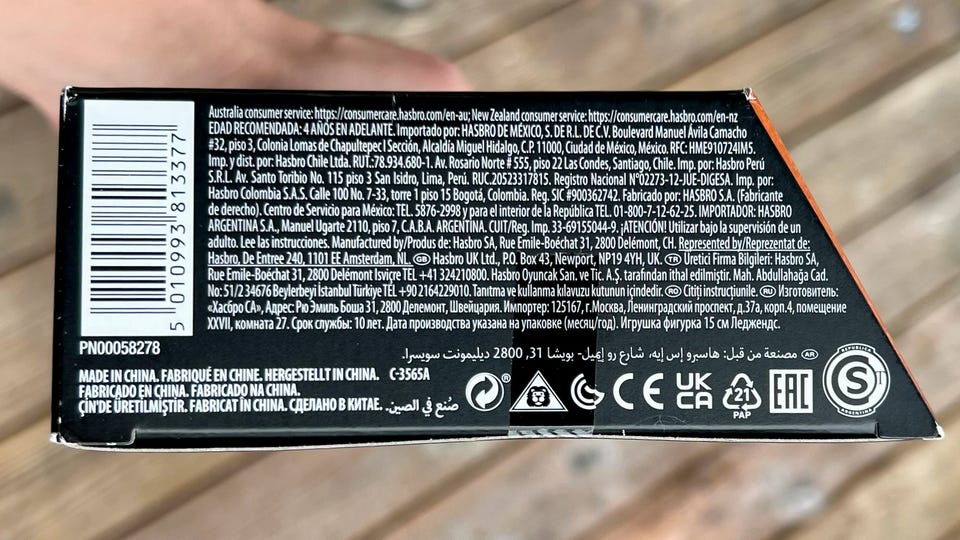 5 010993 813377
PN00058278
Australia consumer service: https://consumercare.hasbro.com/en-au; New Zealand consumer service: https://consumercare.hasbro.com/en-nz
EDAD RECOMENDADA: 4 AÑOS EN ADELANTE. Importado por: HASBRO DE MÉXICO, S. DE R.L. DE C.V. Boulevard Manuel Ávila Camacho
#32, piso 3, Colonia Lomas de Chapultepec I Sección, Alcaldía Miguel Hidalgo, C.P. 11000, Ciudad de México, México. RFC: HME910724IM5.
Imp. y dist. por: Hasbro Chile Ltda. RUT.:78.934.680-1. Av. Rosario Norte # 555, piso 22 Las Condes, Santiago, Chile. Imp. por: Hasbro Perú
S.R.L. Av. Santo Toribio No. 115 piso 3 San Isidro, Lima, Perú. RUC.20523317815. Registro Nacional N°02273-12-JUE-DIGESA. Imp. por:
Hasbro Colombia S.A.S. Calle 100 No. 7-33, torre 1 piso 15 Bogotá, Colombia. Reg. SIC #900362742. Fabricado por: HASBRO S.A. (Fabricante
de derecho). Centro de Servicio para México: TEL. 5876-2998 y para el interior de la República TEL. 01-800-7-12-62-25. IMPORTADOR: HASBRO
ARGENTINA S.A., Manuel Ugarte 2110, piso 7, C.A.B.A. ARGENTINA. CUIT/Reg. Imp. 33-69155044-9. ¡ATENCIÓN! Utilizar bajo la supervisión de un
adulto. Lee las instrucciones. Manufactured by/Produs de: Hasbro SA, Rue Emile-Boéchat 31, 2800 Delémont, CH. Represented by/Reprezentat de:
Hasbro, De Entree 240, 1101 EE Amsterdam, NL. GB Hasbro UK Ltd., P.O. Box 43, Newport, NP19 4YH, UK. TR Üretici Firma Bilgileri: Hasbro SA,
Rue Emile-Boéchat 31, 2800 Delémont İsviçre TEL +41 324210800. Hasbro Oyuncak San. ve Tic. A.Ş. tarafından ithal edilmiştir. Mah. Abdullahağa Cad.
No: 51/2 34676 Beylerbeyi İstanbul Türkiye TEL +90 2164229010. Tanıtma ve kullanma kılavuzu kutunun içindedir. RO Citiți instrucțiunile. RU Изготовитель:
«Хасбро СА», Адрес: Рю Эмиль Боша 31, 2800 Делемонт, Швейцария. Импортер: 125167, г.Москва, Ленинградский проспект, д.37а, корп.4, помещение
XXVII, комната 27. Срок службы: 10 лет. Дата производства указана на упаковке (месяц/год). Игрушка фигурка 15 см Леджендс.
AR مصنعة من قبل: هاسبرو إس إيه، شارع رو إيميل- بويشا 31, 2800 ديليمونت سويسرا.
MADE IN CHINA. FABRIQUÉ EN CHINE. HERGESTELLT IN CHINA. C-3565A
FABRICADO EN CHINA. FABRICADO NA CHINA.
ÇİN'DE ÜRETİLMİŞTİR. FABRICAT ÎN CHINA. СДЕЛАНО В КИТАЕ. صُنع في الصين.
® CE UK CA 21 PAP EAC
REPUBLICA S ARGENTINA